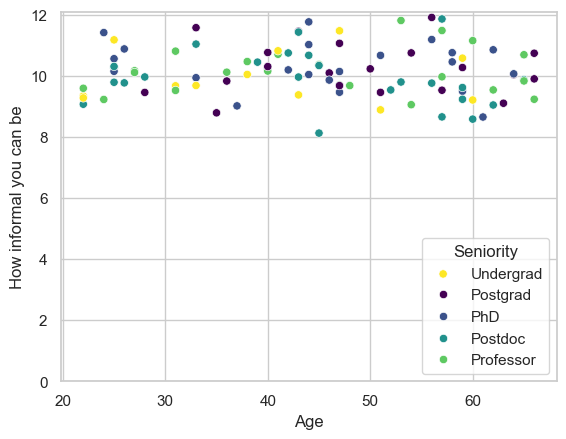 How informal you can be
12
10
8
6
4
2
0
20
30
40
50
60
Age
Seniority
Undergrad
Postgrad
PhD
Postdoc
Professor